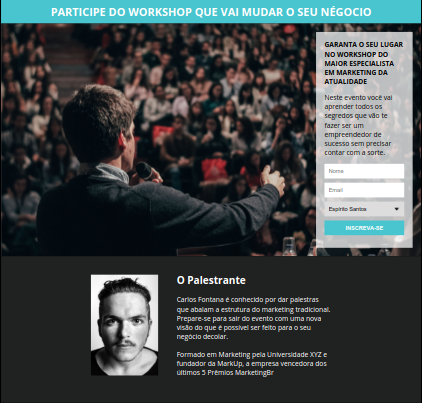 PARTICIPE DO WORKSHOP QUE VAI MUDAR O SEU NÉGOCIO
GARANTA O SEU LUGAR
NO WORKSHOP DO
MAIOR ESPECIALISTA
EM MARKETING DA
ATUALIDADE
Neste evento você vai
aprender todos os
segredos que vão te
fazer ser um
empreendedor de
sucesso sem precisar
contar com a sorte.
Nome
Email
Espírito Santos
INSCREVA-SE
O Palestrante
Carlos Fontana é conhecido por dar palestras
que abalam a estrutura do marketing tradicional.
Prepare-se para sair do evento com uma nova
visão do que é possível ser feito para o seu
negócio decolar.
Formado em Marketing pela Universidade XYZ e
fundador da MarkUp, a empresa vencedora dos
últimos 5 Prêmios MarketingBr